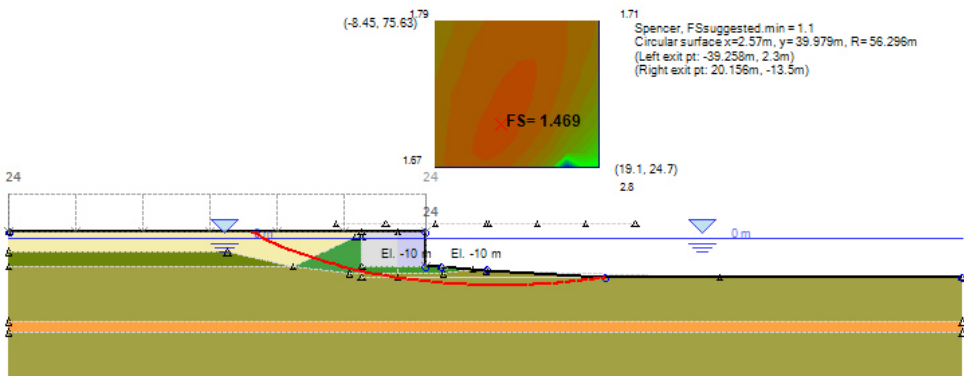 1.79
1.71
(-8.45, 75.63)
Spencer, FSsuggested.min = 1.1
Circular surface x=2.57m, y= 39.979m, R= 56.296m
(Left exit pt: -39.258m, 2.3m)
(Right exit pt: 20.156m, -13.5m)
FS= 1.469
1.67
(19.1, 24.7)
2.8
24
24
24
0 m
El. -10 m
El. -10 m